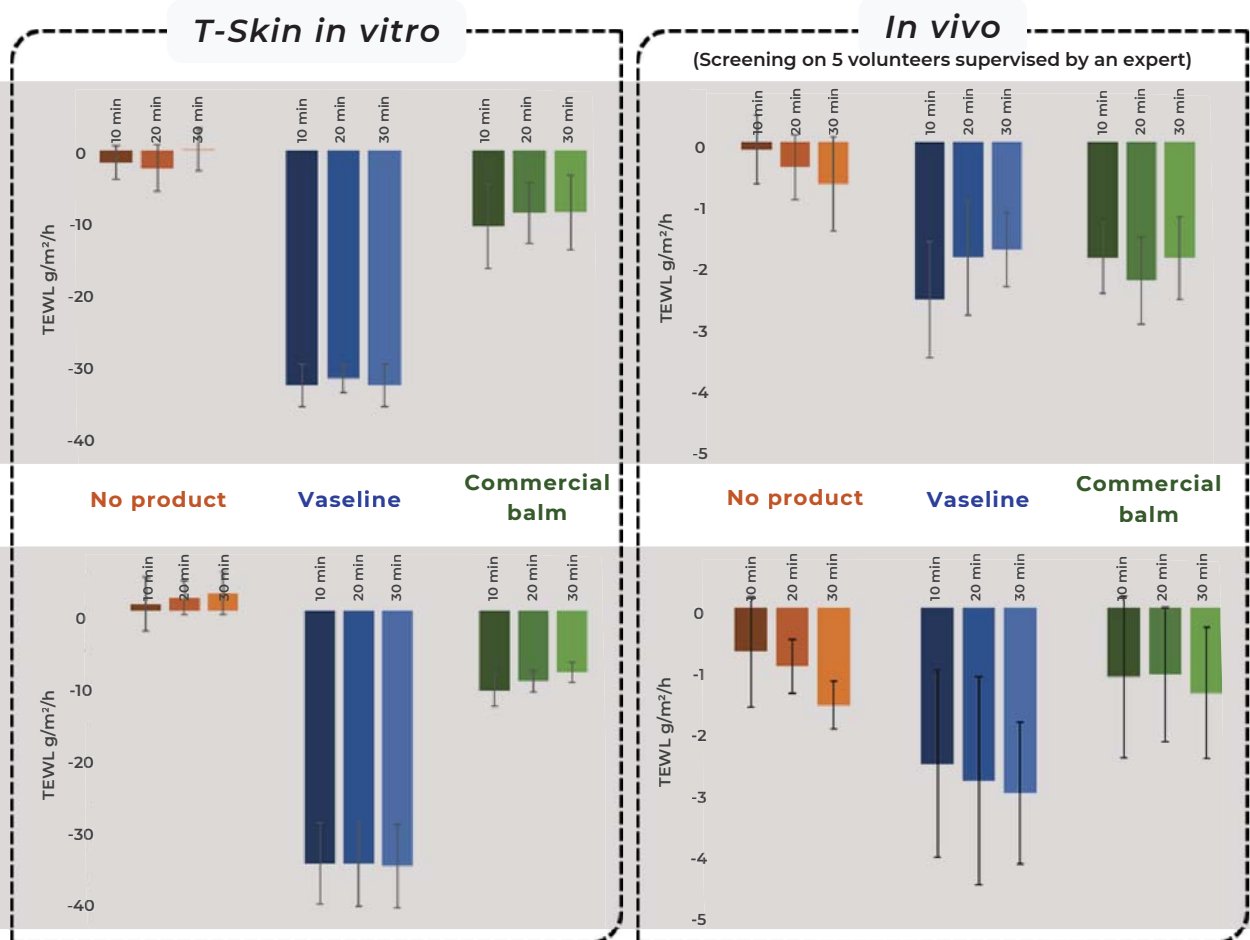 T-Skin in vitro
In vivo
(Screening on 5 volunteers supervised by an expert)
10 min
20 min
30 min
10 min
20 min
30 min
10 min
20 min
30 min
0
-10
-20
-30
-40
TEWL g/m²/h
10 min
20 min
30 min
10 min
20 min
30 min
10 min
20 min
30 min
0
-1
-2
-3
-4
-5
TEWL g/m²/h
No product
Vaseline
Commercial
balm
No product
Vaseline
Commercial
balm
10 min
20 min
30 min
10 min
20 min
30 min
10 min
20 min
30 min
0
-10
-20
-30
-40
TEWL g/m²/h
10 min
20 min
30 min
10 min
20 min
30 min
10 min
20 min
30 min
0
-1
-2
-3
-4
-5
TEWL g/m²/h